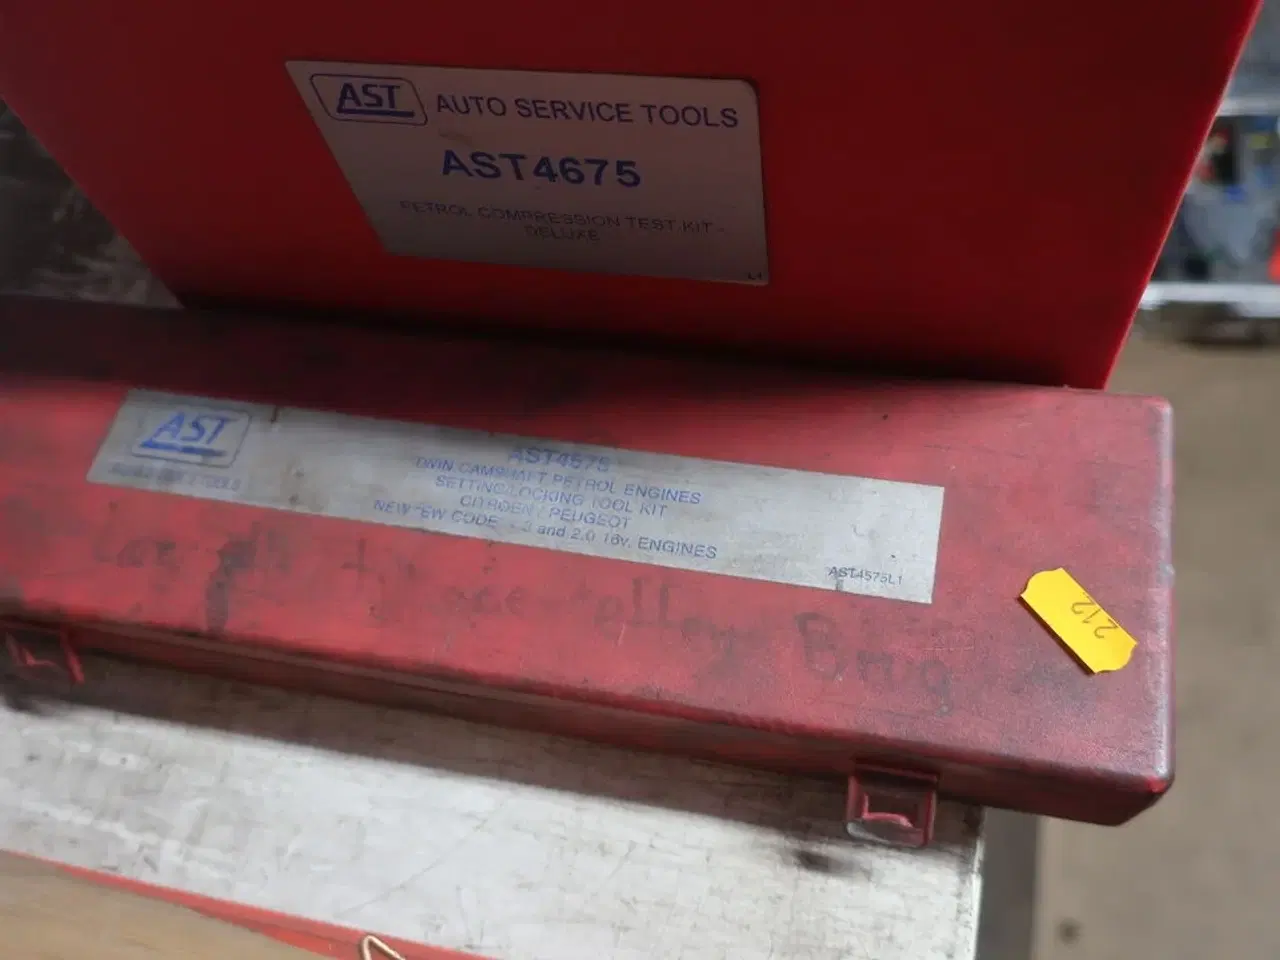 AST AUTO SERVICE TOOLS
AST4675
PETROL COMPRESSION TEST KIT -
DELUXE
L1
AST
AST4575
TWIN CAMSHAFT PETROL ENGINES
SETTING/LOCKING TOOL KIT
CITROEN / PEUGEOT
NEW "EW CODE and 2.0 16v. ENGINES
AST4575L1
212